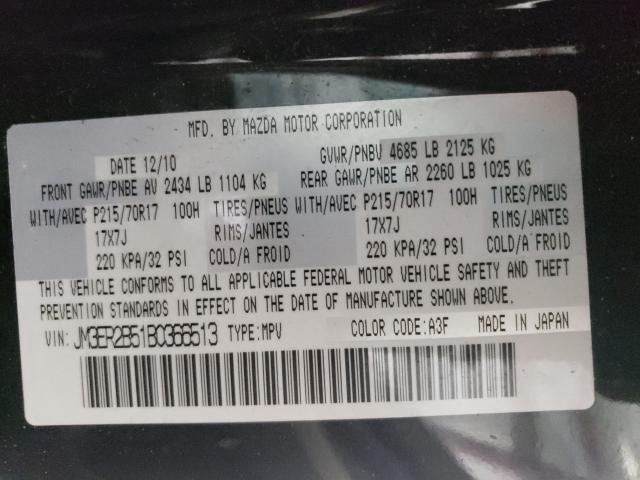 MFD. BY MAZDA MOTOR CORPORATION
DATE 12/10 GVWR/PNBV 4685 LB 2125 KG
FRONT GAWR/PNBE AV 2434 LB 1104 KG REAR GAWR/PNBE AR 2260 LB 1025 KG
WITH/AVEC P215/70R17 100H TIRES/PNEUS WITH/AVEC P215/70R17 100H TIRES/PNEUS
17X7J RIMS/JANTES 17X7J RIMS/JANTES
220 KPA/32 PSI COLD/A FROID 220 KPA/32 PSI COLD/A FROID
THIS VEHICLE CONFORMS TO ALL APPLICABLE FEDERAL MOTOR VEHICLE SAFETY AND THEFT
PREVENTION STANDARDS IN EFFECT ON THE DATE OF MANUFACTURE SHOWN ABOVE.
VIN: JM3ER2B51B0366513 TYPE:MPV COLOR CODE:A3F MADE IN JAPAN